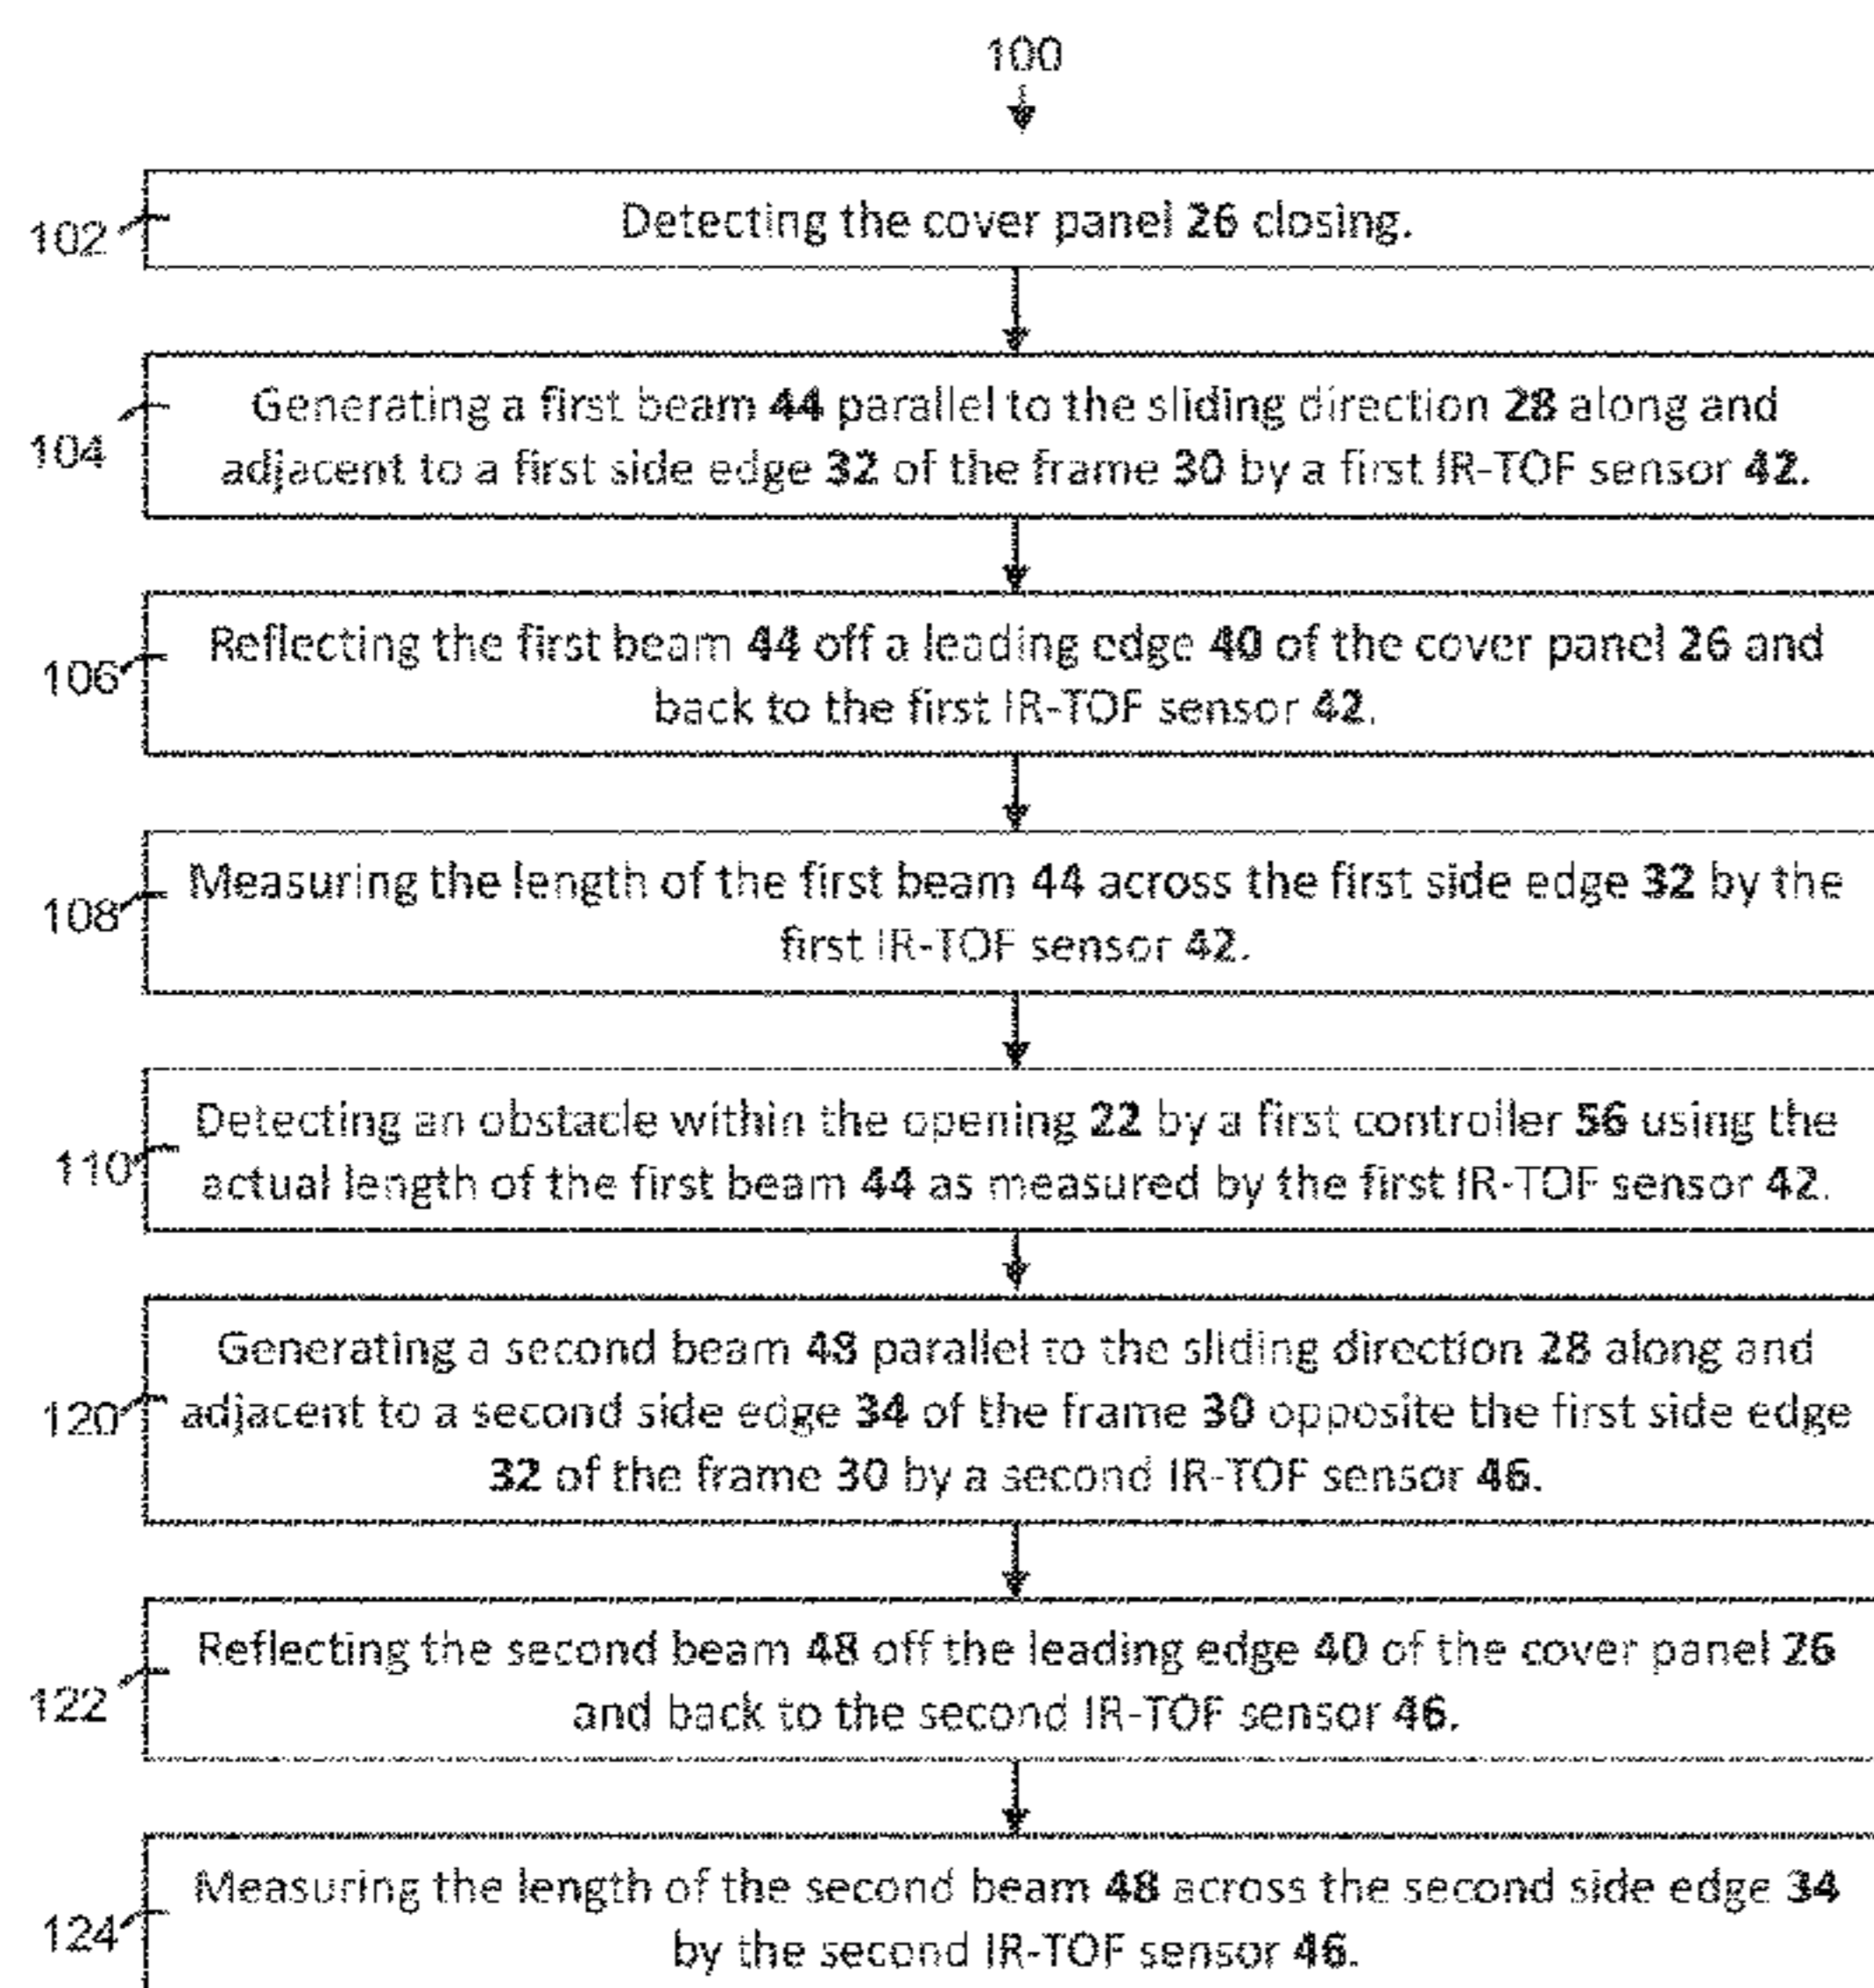 100
102
Detecting the cover panel 26 closing.
104
Generating a first beam 44 parallel to the sliding direction 28 along and
adjacent to a first side edge 32 of the frame 30 by a first IR-TOF sensor 42.
106
Reflecting the first beam 44 off a leading edge 40 of the cover panel 26 and
back to the first IR-TOF sensor 42.
108
Measuring the length of the first beam 44 across the first side edge 32 by the
first IR-TOF sensor 42.
110
Detecting an obstacle within the opening 22 by a first controller 56 using the
actual length of the first beam 44 as measured by the first IR-TOF sensor 42.
120
Generating a second beam 48 parallel to the sliding direction 28 along and
adjacent to a second side edge 34 of the frame 30 opposite the first side edge
32 of the frame 30 by a second IR-TOF sensor 46.
122
Reflecting the second beam 48 off the leading edge 40 of the cover panel 26
and back to the second IR-TOF sensor 46.
124
Measuring the length of the second beam 48 across the second side edge 34
by the second IR-TOF sensor 46.